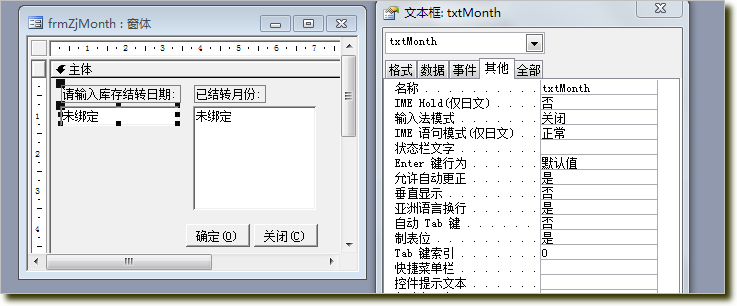 frmZjMonth : 窗体
1 2 3 4 5 6 7
主体
请输入库存结转日期:
已结转月份:
未绑定
未绑定
1
2
3
4
确定(O)
关闭(C)
文本框: txtMonth
txtMonth
格式 数据 事件 其他 全部
名称 txtMonth
IME Hold(仅日文) 否
输入法模式 关闭
IME 语句模式(仅日文) 正常
状态栏文字
Enter 键行为 默认值
允许自动更正 是
垂直显示 否
亚洲语言换行 是
自动 Tab 键 否
制表位 是
Tab 键索引 0
快捷菜单栏
控件提示文本